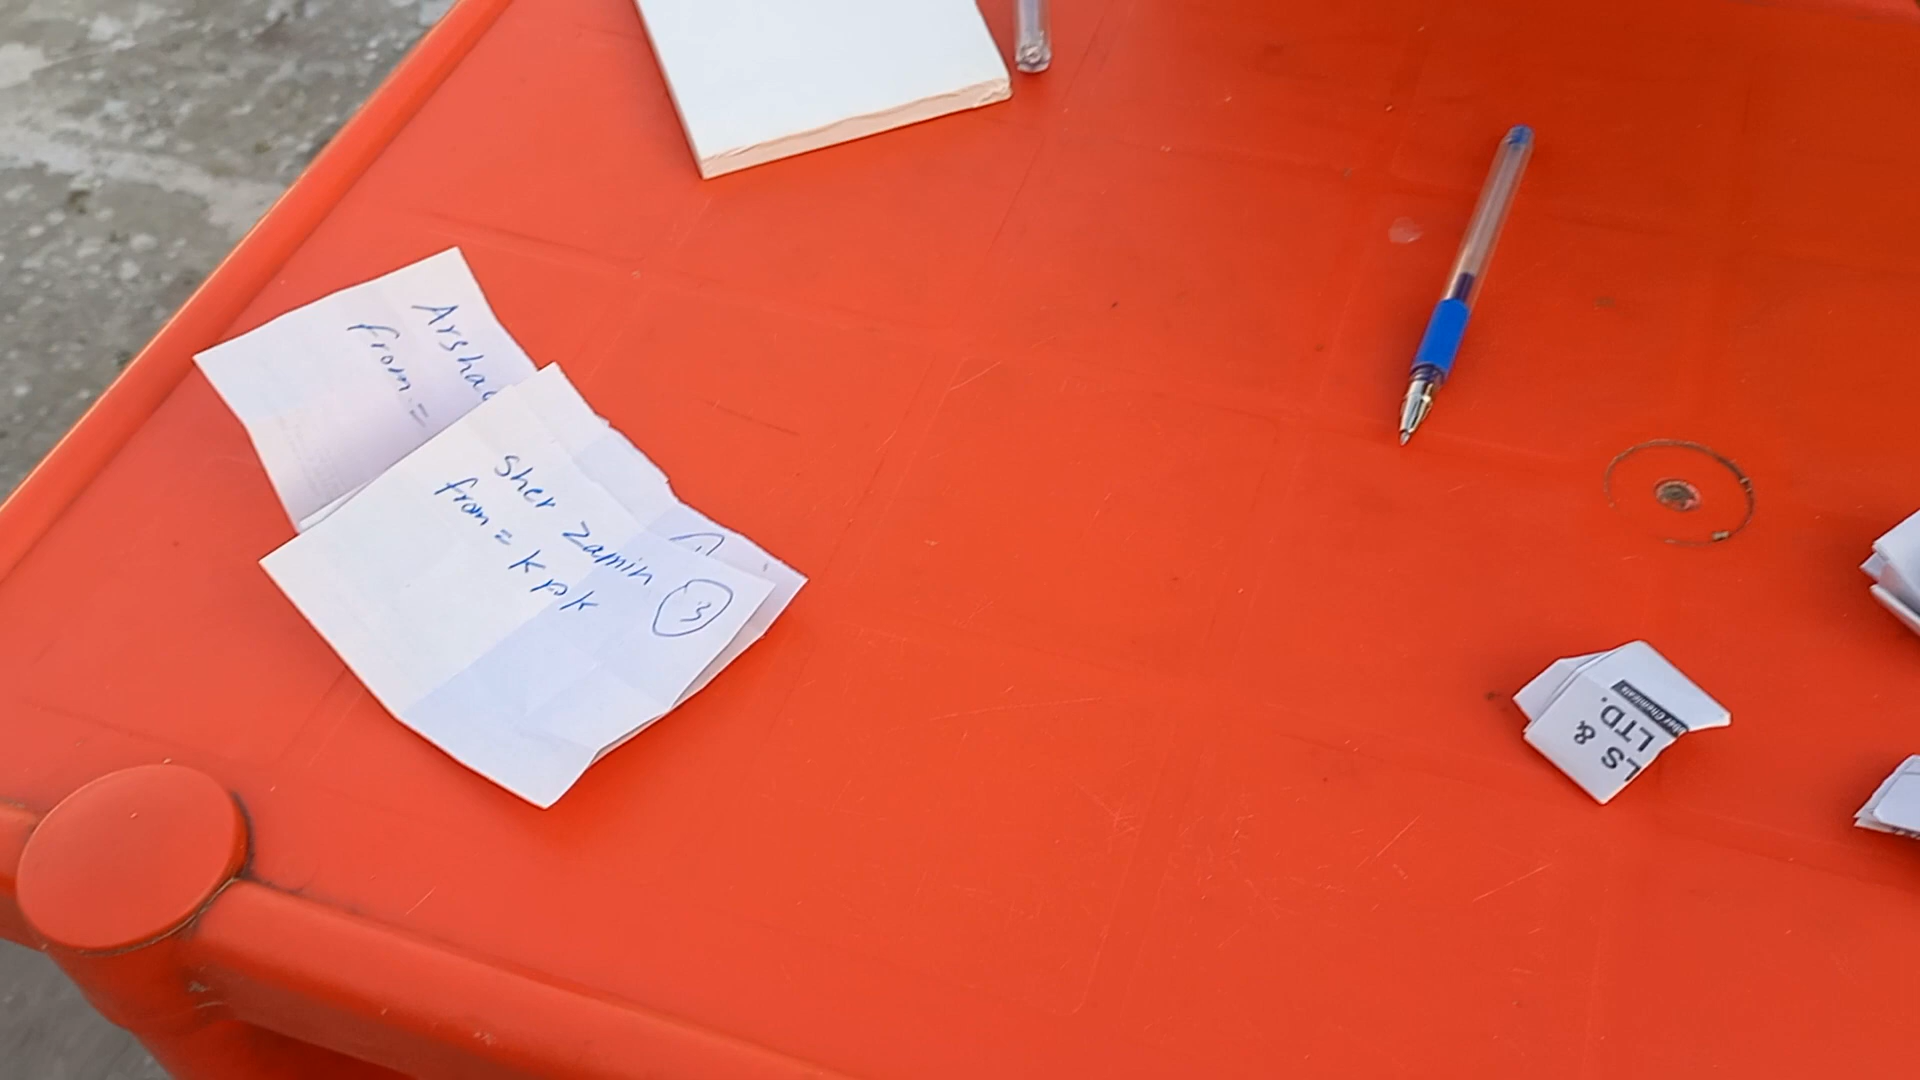 Arshad
from =
Sher Zamin
from = kpk
3
LS &
LTD.